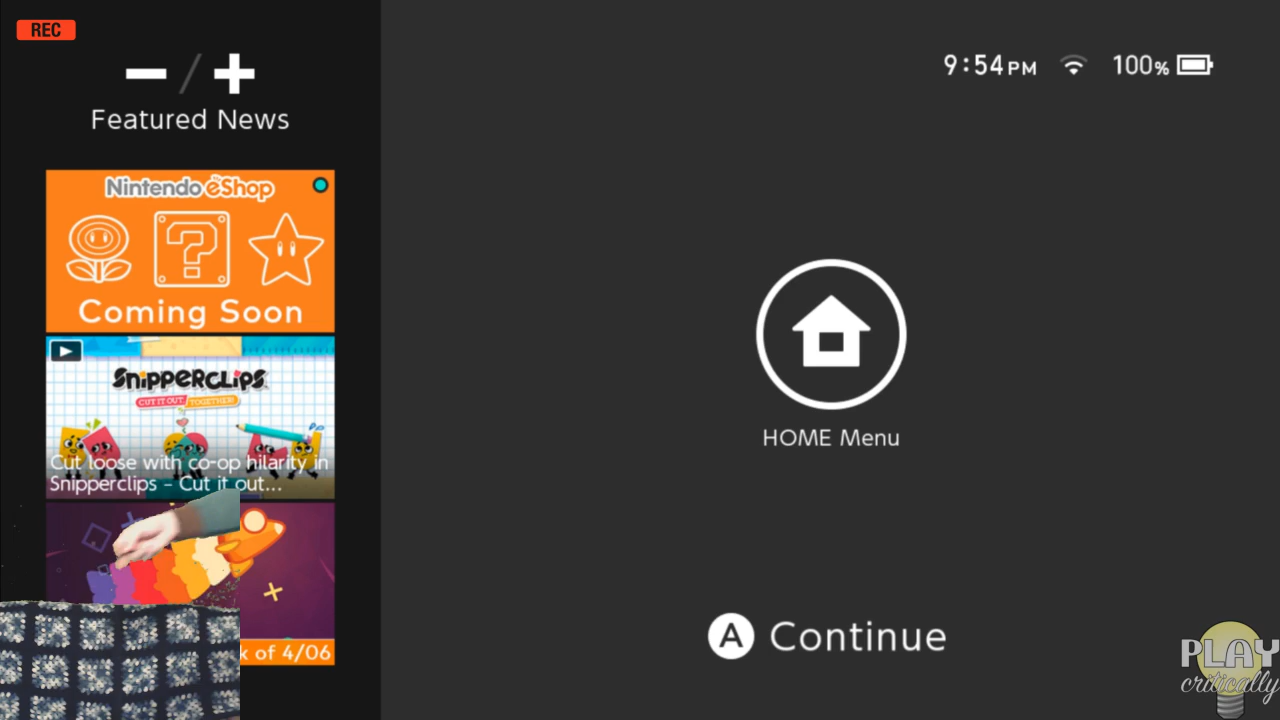 REC
Featured News
9:54PM
100%
Nintendo eShop
Coming Soon
SNIPPERCLIPS
CUT IT OUT, TOGETHER!
Cut loose with co-op hilarity in
Snipperclips – Cut it out...
HOME Menu
A Continue
of 4/06
PLAY
critically